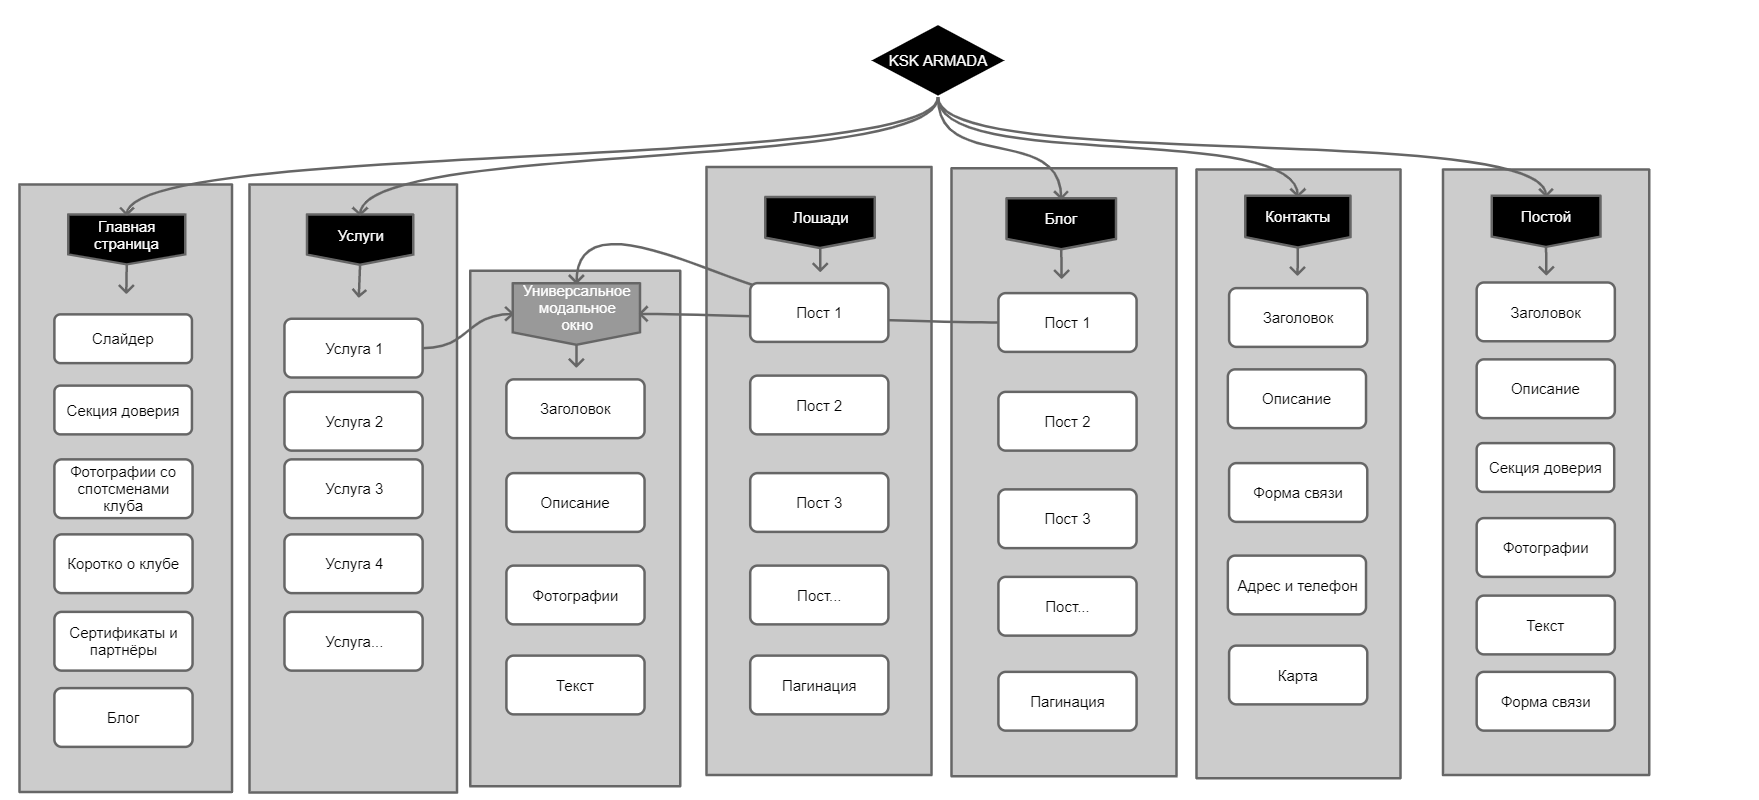 KSK ARMADA
Главная
страница
Слайдер
Секция доверия
Фотографии со
спотсменами
клуба
Коротко о клубе
Сертификаты и
партнёры
Блог
Услуги
Услуга 1
Услуга 2
Услуга 3
Услуга 4
Услуга...
Универсальное
модальное
окно
Заголовок
Описание
Фотографии
Текст
Лошади
Пост 1
Пост 2
Пост 3
Пост...
Пагинация
Блог
Пост 1
Пост 2
Пост 3
Пост...
Пагинация
Контакты
Заголовок
Описание
Форма связи
Адрес и телефон
Карта
Постой
Заголовок
Описание
Секция доверия
Фотографии
Текст
Форма связи